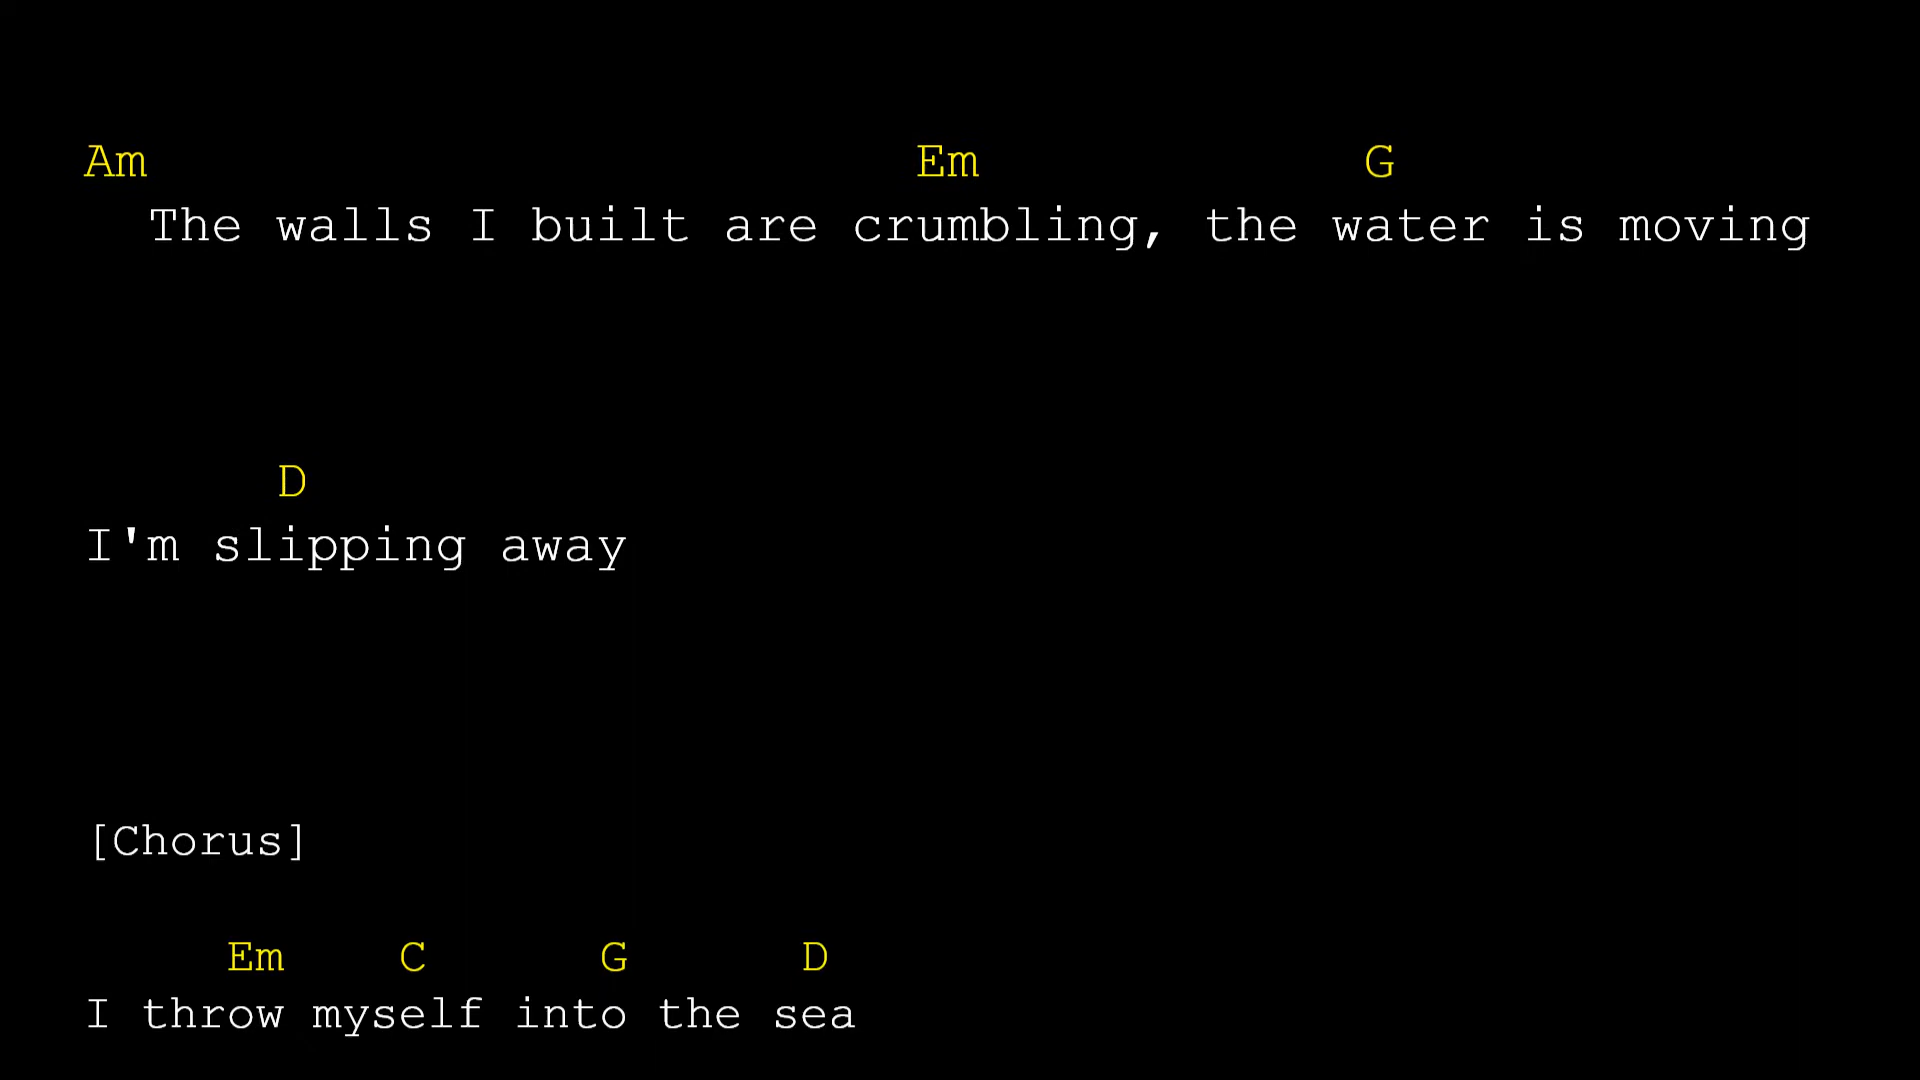 Am                        Em            G
  The walls I built are crumbling, the water is moving
      D
I'm slipping away
[Chorus]
     Em    C      G      D
I throw myself into the sea